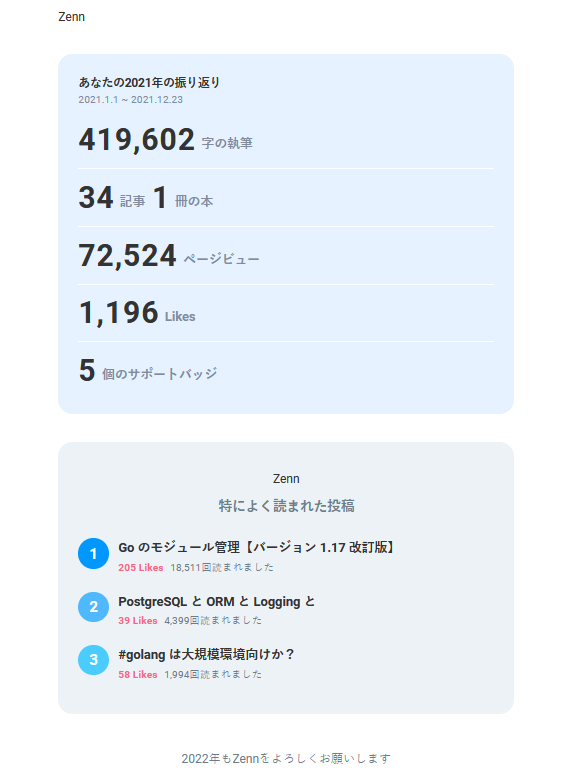 Zenn
あなたの2021年の振り返り
2021.1.1 ~ 2021.12.23
419,602 字の執筆
34 記事 1 冊の本
72,524 ページビュー
1,196 Likes
5 個のサポートバッジ
Zenn
特によく読まれた投稿
1 Go のモジュール管理【バージョン 1.17 改訂版】
205 Likes 18,511回読まれました
2 PostgreSQL と ORM と Logging と
39 Likes 4,399回読まれました
3 #golang は大規模環境向けか？
58 Likes 1,994回読まれました
2022年もZennをよろしくお願いします